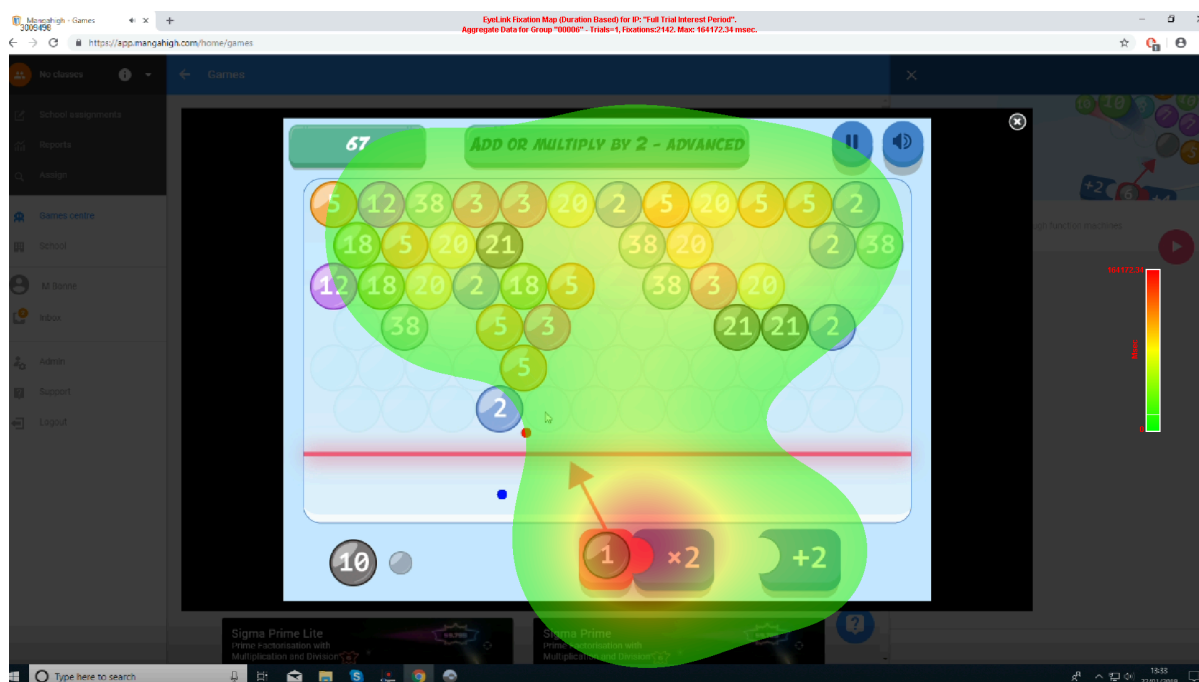 Mangahigh - Games
3009498
EyeLink Fixation Map (Duration Based) for IP: "Full Trial Interest Period".
Aggregate Data for Group "00006" - Trials=1, Fixations:2142. Max: 164172.34 msec.
https://app.mangahigh.com/home/games
No classes
Games
School assignments
Reports
Assign
Games centre
School
Inbox
Admin
Support
Logout
67
ADD OR MULTIPLY BY 2 - ADVANCED
5 12 38 3 3 20 2 5 20 5 5 2
18 5 20 21 38 20 2 38
12 18 20 2 18 5 38 3 20
38 5 3 21 21 2
5
2
10 1 ×2 +2
164172.34
Msec.
0
+2 6
function machines
Sigma Prime Lite
Prime Factorisation with
Multiplication and Division
Sigma Prime
Prime Factorisation with
Type here to search
18:33